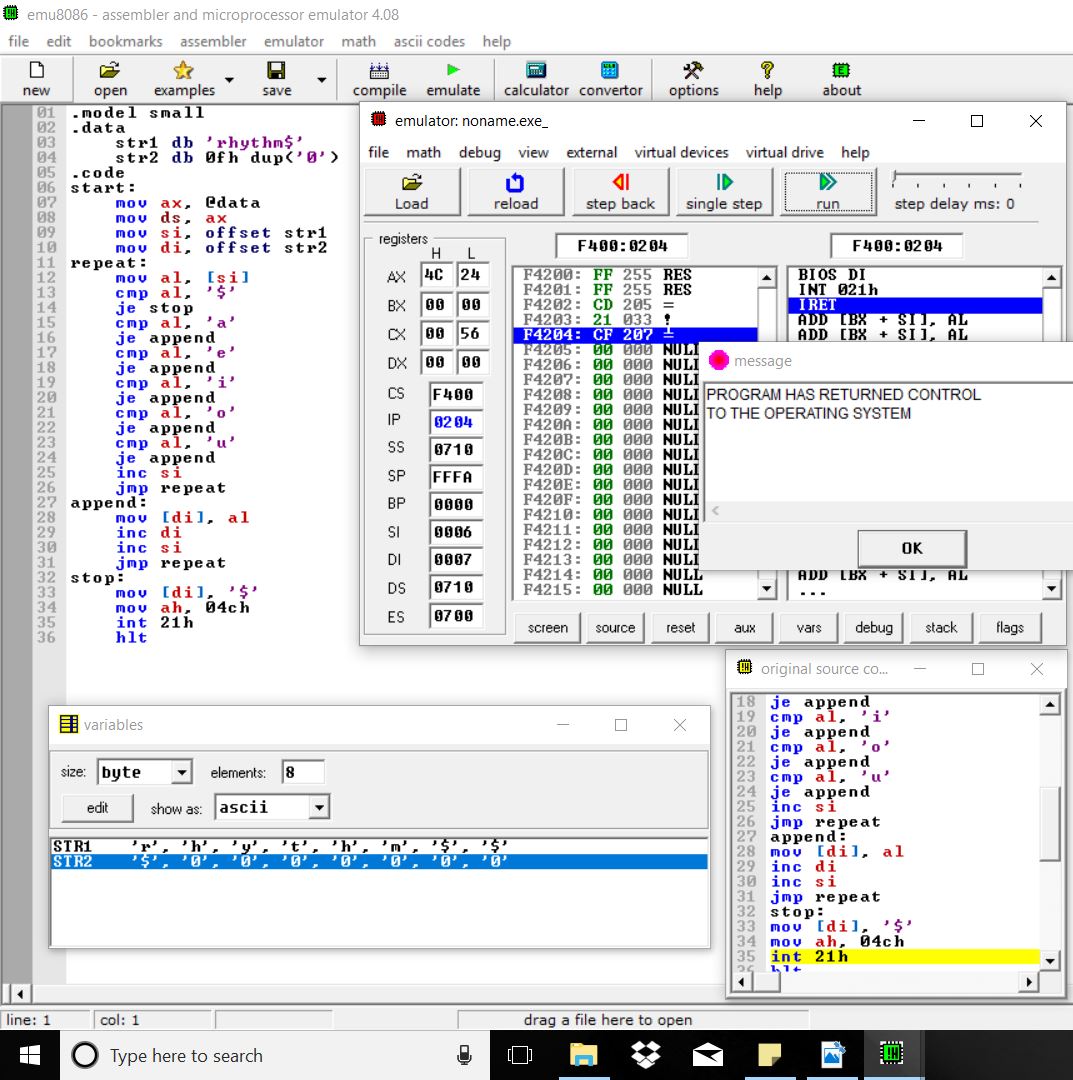 emu8086 - assembler and microprocessor emulator 4.08
file edit bookmarks assembler emulator math ascii codes help
new open examples save compile emulate calculator convertor options help about
01 .model small
02 .data
03 str1 db 'rhythm$'
04 str2 db 0fh dup('0')
05 .code
06 start:
07 mov ax, @data
08 mov ds, ax
09 mov si, offset str1
10 mov di, offset str2
11 repeat:
12 mov al, [si]
13 cmp al, '$'
14 je stop
15 cmp al, 'a'
16 je append
17 cmp al, 'e'
18 je append
19 cmp al, 'i'
20 je append
21 cmp al, 'o'
22 je append
23 cmp al, 'u'
24 je append
25 inc si
26 jmp repeat
27 append:
28 mov [di], al
29 inc di
30 inc si
31 jmp repeat
32 stop:
33 mov [di], '$'
34 mov ah, 04ch
35 int 21h
36 hlt
emulator: noname.exe_
file math debug view external virtual devices virtual drive help
Load reload step back single step run step delay ms: 0
registers
H L
AX 4C 24
BX 00 00
CX 00 56
DX 00 00
CS F400
IP 0204
SS 0710
SP FFFA
BP 0000
SI 0006
DI 0007
DS 0710
ES 0700
F400:0204
F400:0204
F4200: FF 255 RES
F4201: FF 255 RES
F4202: CD 205 =
F4203: 21 033 !
F4204: CF 207 ╧
F4205: 00 000 NULL
F4206: 00 000 NULL
F4207: 00 000 NULL
F4208: 00 000 NULL
F4209: 00 000 NULL
F420A: 00 000 NULL
F420B: 00 000 NULL
F420C: 00 000 NULL
F420D: 00 000 NULL
F420E: 00 000 NULL
F420F: 00 000 NULL
F4210: 00 000 NULL
F4211: 00 000 NULL
F4212: 00 000 NULL
F4213: 00 000 NULL
F4214: 00 000 NULL
F4215: 00 000 NULL
BIOS DI
INT 021h
IRET
ADD [BX + SI], AL
ADD [BX + SI], AL
ADD [BX + SI], AL
...
message
PROGRAM HAS RETURNED CONTROL
TO THE OPERATING SYSTEM
OK
screen source reset aux vars debug stack flags
original source co...
18 je append
19 cmp al, 'i'
20 je append
21 cmp al, 'o'
22 je append
23 cmp al, 'u'
24 je append
25 inc si
26 jmp repeat
27 append:
28 mov [di], al
29 inc di
30 inc si
31 jmp repeat
32 stop:
33 mov [di], '$'
34 mov ah, 04ch
35 int 21h
36 hlt
variables
size: byte elements: 8
edit show as: ascii
STR1 'r', 'h', 'y', 't', 'h', 'm', '$', '$'
STR2 '$', '0', '0', '0', '0', '0', '0', '0'
line: 1 col: 1 drag a file here to open
Type here to search